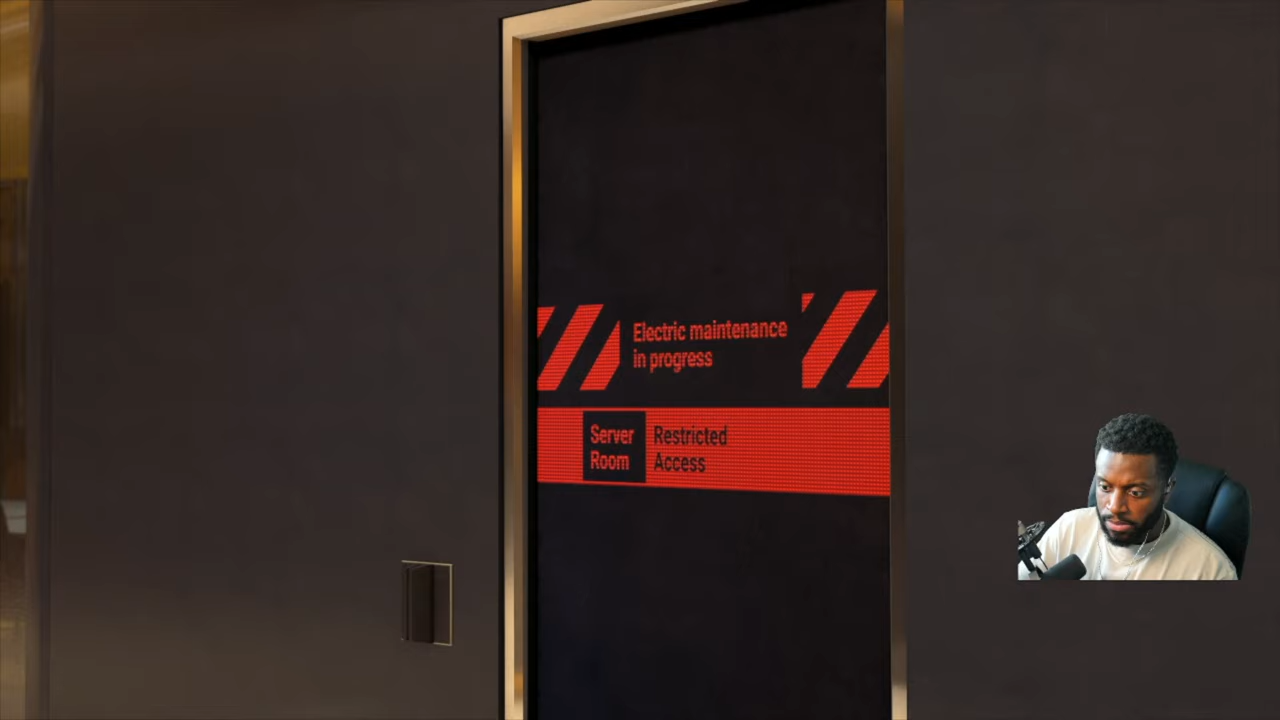 Electric maintenance
in progress
Server
Room
Restricted
Access